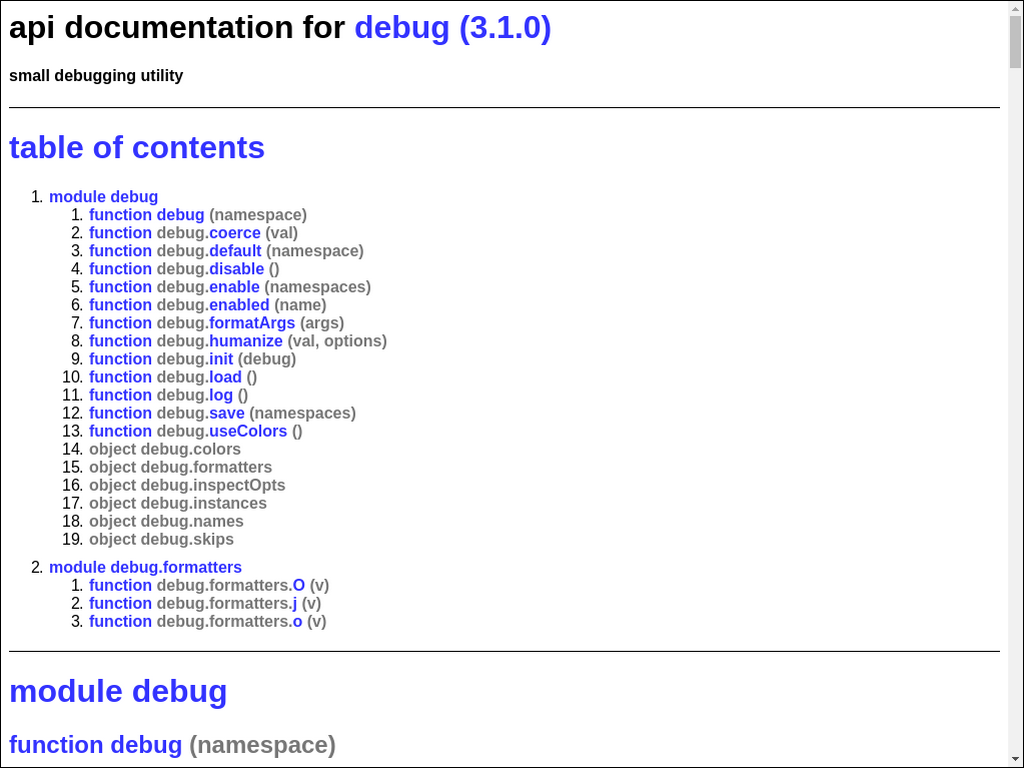 api documentation for debug (3.1.0)
small debugging utility
table of contents
1. module debug
1. function debug (namespace)
2. function debug.coerce (val)
3. function debug.default (namespace)
4. function debug.disable ()
5. function debug.enable (namespaces)
6. function debug.enabled (name)
7. function debug.formatArgs (args)
8. function debug.humanize (val, options)
9. function debug.init (debug)
10. function debug.load ()
11. function debug.log ()
12. function debug.save (namespaces)
13. function debug.useColors ()
14. object debug.colors
15. object debug.formatters
16. object debug.inspectOpts
17. object debug.instances
18. object debug.names
19. object debug.skips
2. module debug.formatters
1. function debug.formatters.O (v)
2. function debug.formatters.j (v)
3. function debug.formatters.o (v)
module debug
function debug (namespace)